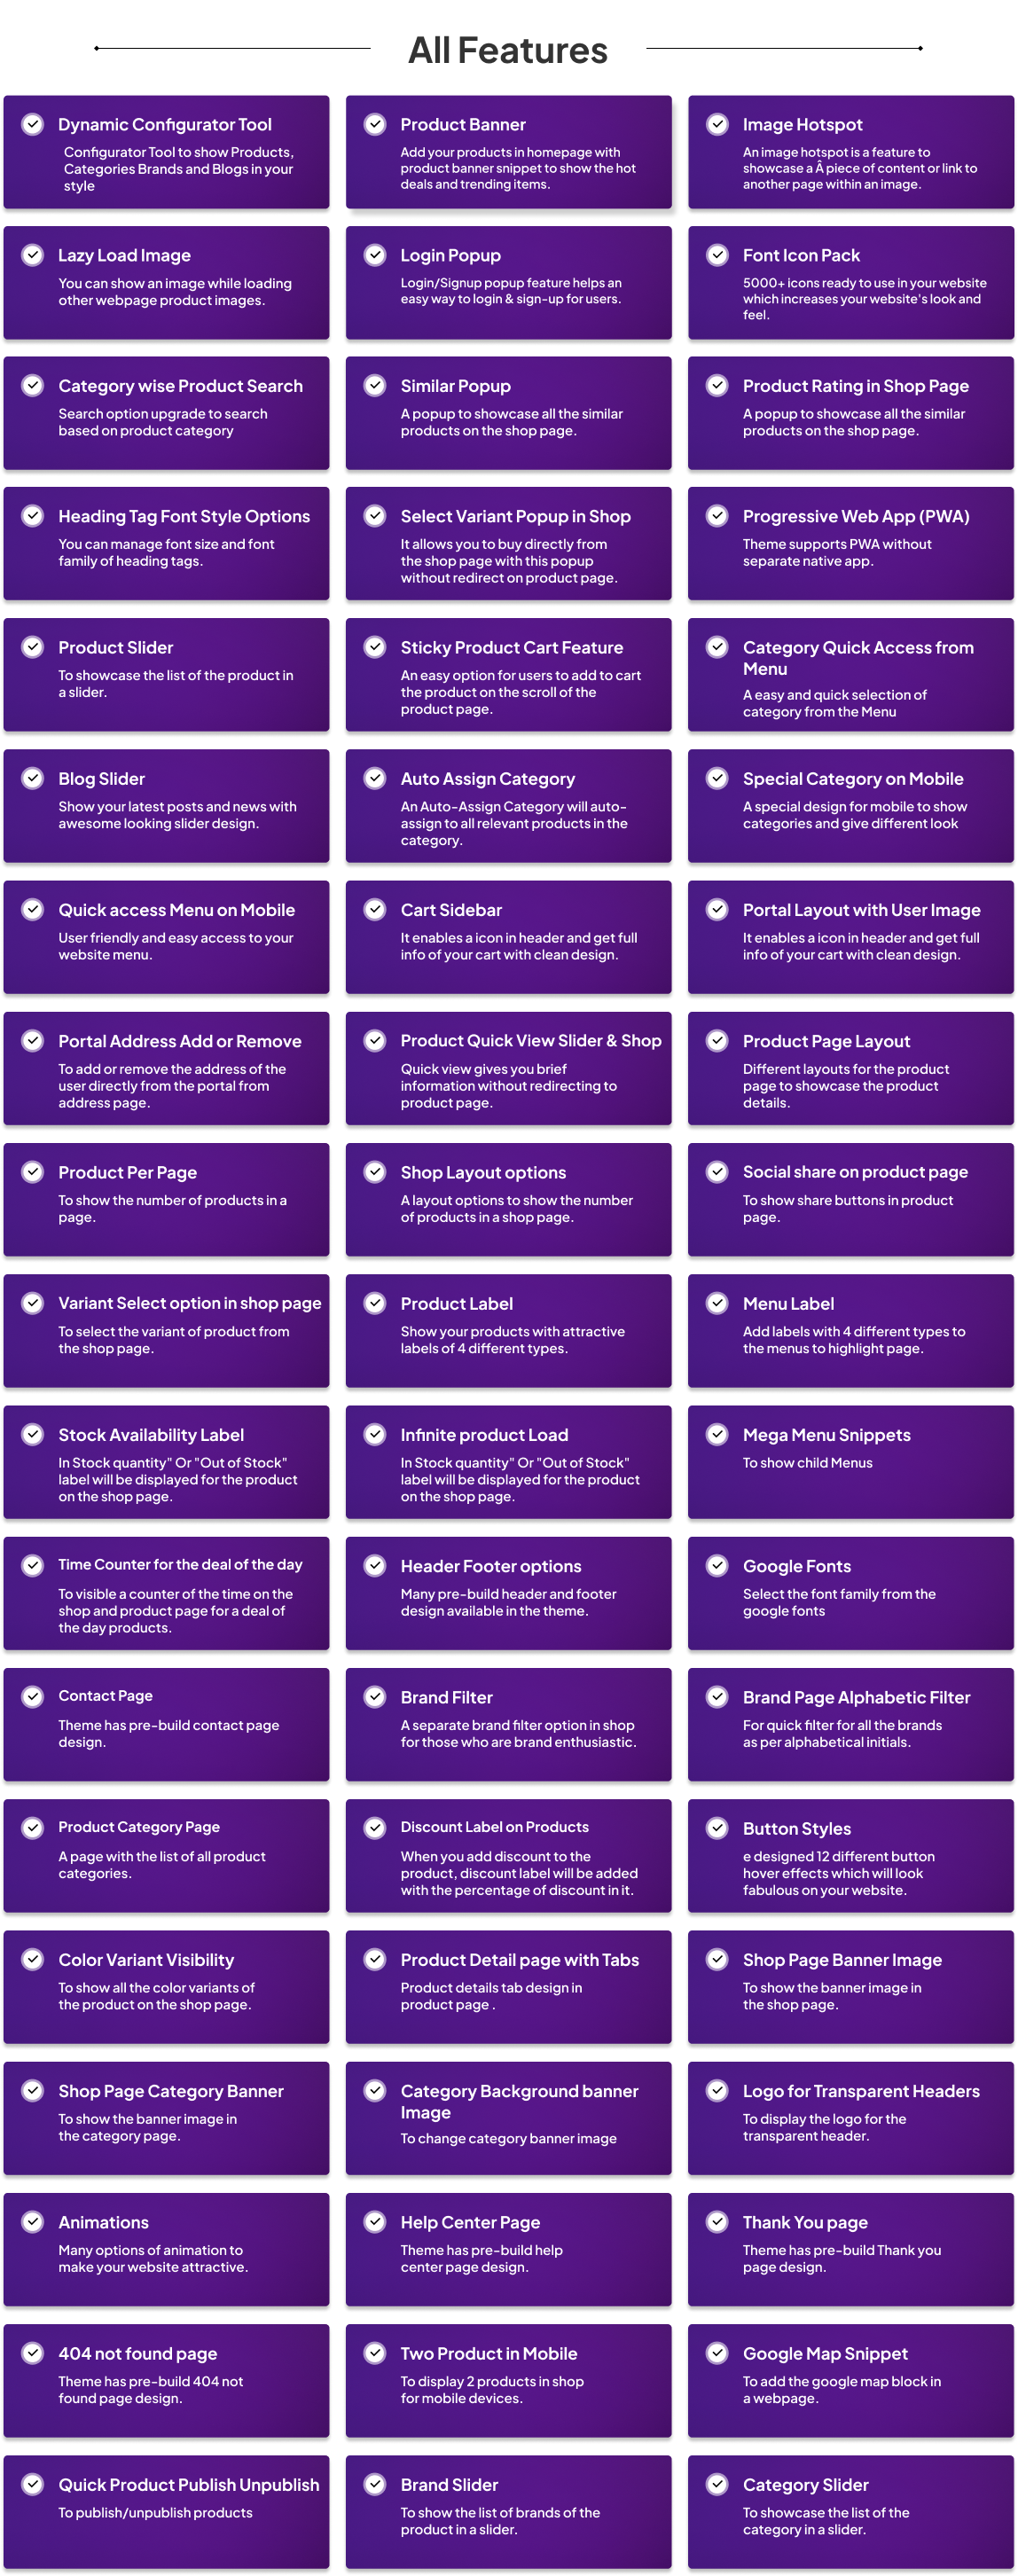 All Features
Dynamic Configurator Tool
Configurator Tool to show Products,
Categories Brands and Blogs in your
style
Product Banner
Add your products in homepage with
product banner snippet to show the hot
deals and trending items.
Image Hotspot
An image hotspot is a feature to
showcase a Â piece of content or link to
another page within an image.
Lazy Load Image
You can show an image while loading
other webpage product images.
Login Popup
Login/Signup popup feature helps an
easy way to login & sign-up for users.
Font Icon Pack
5000+ icons ready to use in your website
which increases your website's look and
feel.
Category wise Product Search
Search option upgrade to search
based on product category
Similar Popup
A popup to showcase all the similar
products on the shop page.
Product Rating in Shop Page
A popup to showcase all the similar
products on the shop page.
Heading Tag Font Style Options
You can manage font size and font
family of heading tags.
Select Variant Popup in Shop
It allows you to buy directly from
the shop page with this popup
without redirect on product page.
Progressive Web App (PWA)
Theme supports PWA without
separate native app.
Product Slider
To showcase the list of the product in
a slider.
Sticky Product Cart Feature
An easy option for users to add to cart
the product on the scroll of the
product page.
Category Quick Access from
Menu
A easy and quick selection of
category from the Menu
Blog Slider
Show your latest posts and news with
awesome looking slider design.
Auto Assign Category
An Auto-Assign Category will auto-
assign to all relevant products in the
category.
Special Category on Mobile
A special design for mobile to show
categories and give different look
Quick access Menu on Mobile
User friendly and easy access to your
website menu.
Cart Sidebar
It enables a icon in header and get full
info of your cart with clean design.
Portal Layout with User Image
It enables a icon in header and get full
info of your cart with clean design.
Portal Address Add or Remove
To add or remove the address of the
user directly from the portal from
address page.
Product Quick View Slider & Shop
Quick view gives you brief
information without redirecting to
product page.
Product Page Layout
Different layouts for the product
page to showcase the product
details.
Product Per Page
To show the number of products in a
page.
Shop Layout options
A layout options to show the number
of products in a shop page.
Social share on product page
To show share buttons in product
page.
Variant Select option in shop page
To select the variant of product from
the shop page.
Product Label
Show your products with attractive
labels of 4 different types.
Menu Label
Add labels with 4 different types to
the menus to highlight page.
Stock Availability Label
In Stock quantity" Or "Out of Stock"
label will be displayed for the product
on the shop page.
Infinite product Load
In Stock quantity" Or "Out of Stock"
label will be displayed for the product
on the shop page.
Mega Menu Snippets
To show child Menus
Time Counter for the deal of the day
To visible a counter of the time on the
shop and product page for a deal of
the day products.
Header Footer options
Many pre-build header and footer
design available in the theme.
Google Fonts
Select the font family from the
google fonts
Contact Page
Theme has pre-build contact page
design.
Brand Filter
A separate brand filter option in shop
for those who are brand enthusiastic.
Brand Page Alphabetic Filter
For quick filter for all the brands
as per alphabetical initials.
Product Category Page
A page with the list of all product
categories.
Discount Label on Products
When you add discount to the
product, discount label will be added
with the percentage of discount in it.
Button Styles
e designed 12 different button
hover effects which will look
fabulous on your website.
Color Variant Visibility
To show all the color variants of
the product on the shop page.
Product Detail page with Tabs
Product details tab design in
product page .
Shop Page Banner Image
To show the banner image in
the shop page.
Shop Page Category Banner
To show the banner image in
the category page.
Category Background banner
Image
To change category banner image
Logo for Transparent Headers
To display the logo for the
transparent header.
Animations
Many options of animation to
make your website attractive.
Help Center Page
Theme has pre-build help
center page design.
Thank You page
Theme has pre-build Thank you
page design.
404 not found page
Theme has pre-build 404 not
found page design.
Two Product in Mobile
To display 2 products in shop
for mobile devices.
Google Map Snippet
To add the google map block in
a webpage.
Quick Product Publish Unpublish
To publish/unpublish products
Brand Slider
To show the list of brands of the
product in a slider.
Category Slider
To showcase the list of the
category in a slider.